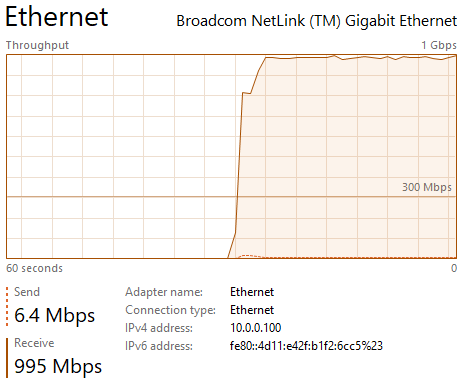 Ethernet
Broadcom NetLink (TM) Gigabit Ethernet
Throughput
1 Gbps
300 Mbps
60 seconds
0
Send
6.4 Mbps
Receive
995 Mbps
Adapter name: Ethernet
Connection type: Ethernet
IPv4 address: 10.0.0.100
IPv6 address: fe80::4d11:e42f:b1f2:6cc5%23